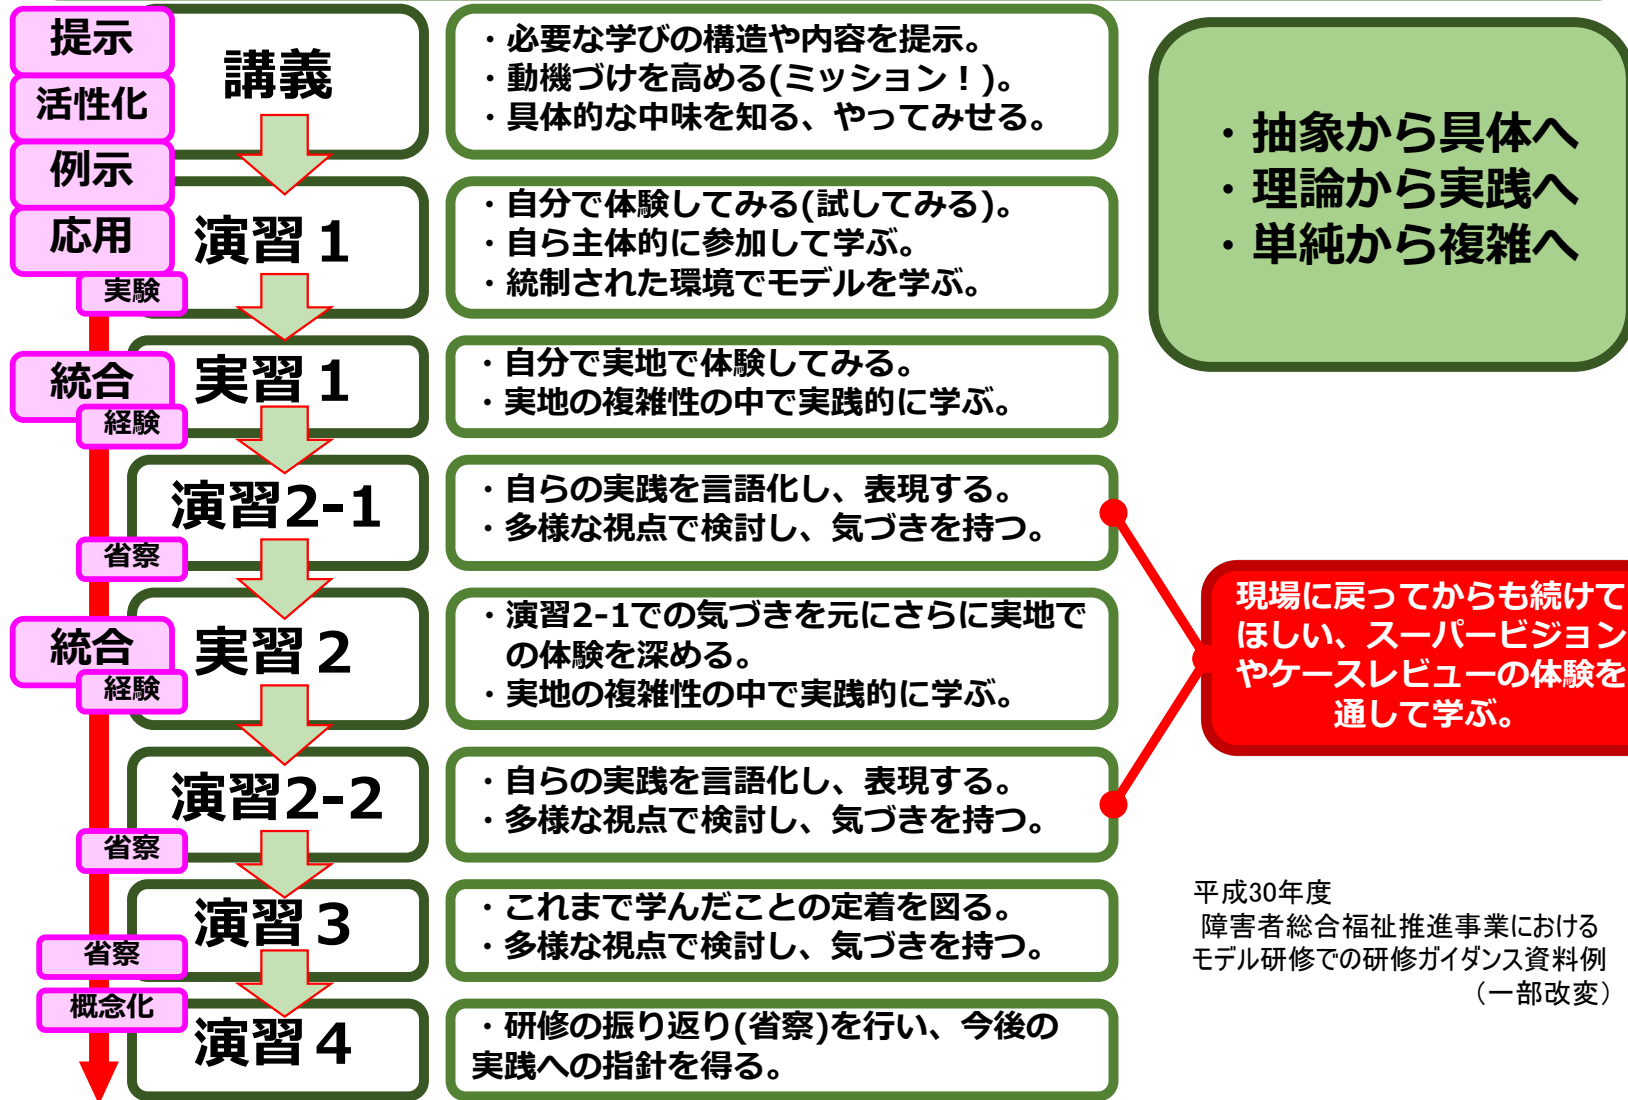 提示
活性化
例示
応用
実験
統合
経験
省察
統合
経験
省察
省察
概念化
講義
・必要な学びの構造や内容を提示。
・動機づけを高める(ミッション！)。
・具体的な中味を知る、やってみせる。
演習１
・自分で体験してみる(試してみる)。
・自ら主体的に参加して学ぶ。
・統制された環境でモデルを学ぶ。
実習１
・自分で実地で体験してみる。
・実地の複雑性の中で実践的に学ぶ。
演習2-1
・自らの実践を言語化し、表現する。
・多様な視点で検討し、気づきを持つ。
実習２
・演習2-1での気づきを元にさらに実地で
の体験を深める。
・実地の複雑性の中で実践的に学ぶ。
演習2-2
・自らの実践を言語化し、表現する。
・多様な視点で検討し、気づきを持つ。
演習３
・これまで学んだことの定着を図る。
・多様な視点で検討し、気づきを持つ。
演習４
・研修の振り返り(省察)を行い、今後の
実践への指針を得る。
・抽象から具体へ
・理論から実践へ
・単純から複雑へ
現場に戻ってからも続けて
ほしい、スーパービジョン
やケースレビューの体験を
通して学ぶ。
平成30年度
障害者総合福祉推進事業における
モデル研修での研修ガイダンス資料例
（一部改変）